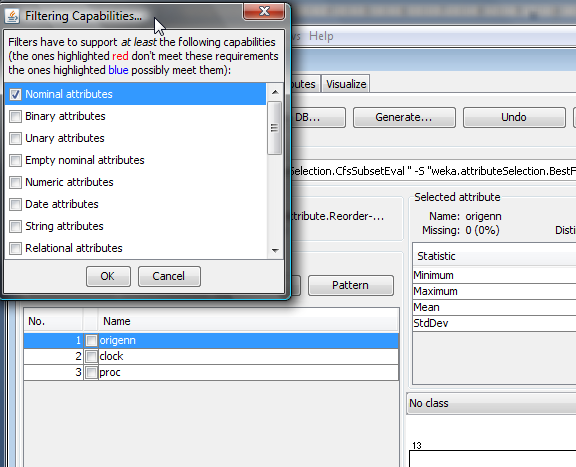 Filtering Capabilities...
Filters have to support at least the following capabilities
(the ones highlighted red don't meet these requirements
the ones highlighted blue possibly meet them):
Nominal attributes
Binary attributes
Unary attributes
Empty nominal attributes
Numeric attributes
Date attributes
String attributes
Relational attributes
OK Cancel
Help
Visualize
DB... Generate... Undo
Selection.CfsSubsetEval " -S "weka.attributeSelection.BestF
ttribute.Reorder-...
Selected attribute
Name: origenn
Missing: 0 (0%) Disti
Pattern
Statistic
Minimum
Maximum
Mean
StdDev
No. Name
1 origenn
2 clock
3 proc
No class
13